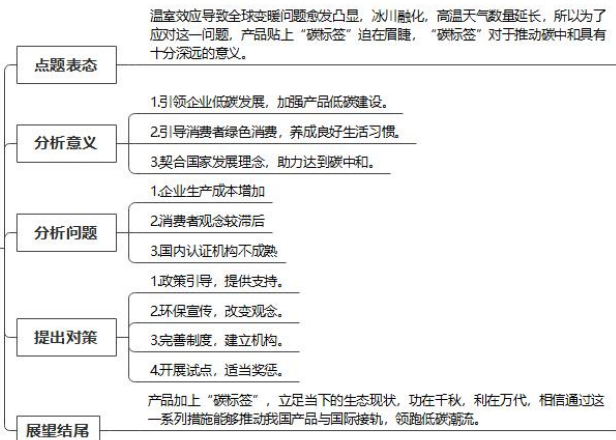 温室效应导致全球变暖问题愈发凸显，冰川融化，高温天气数量延长，所以为了
应对这一问题，产品贴上“碳标签”迫在眉睫，“碳标签”对于推动碳中和具有
十分深远的意义。
点题表态
1.引领企业低碳发展，加强产品低碳建设。
分析意义
2.引导消费者绿色消费，养成良好生活习惯。
3.契合国家发展理念，助力达到碳中和。
1.企业生产成本增加
分析问题
2.消费者观念较滞后
3.国内认证机构不成熟
1.政策引导，提供支持。
2.环保宣传，改变观念。
提出对策
3.完善制度，建立机构。
4.开展试点，适当奖惩。
产品加上“碳标签”，立足当下的生态现状，功在千秋，利在万代，相信通过这
一系列措施能够推动我国产品与国际接轨，领跑低碳潮流。
展望结尾